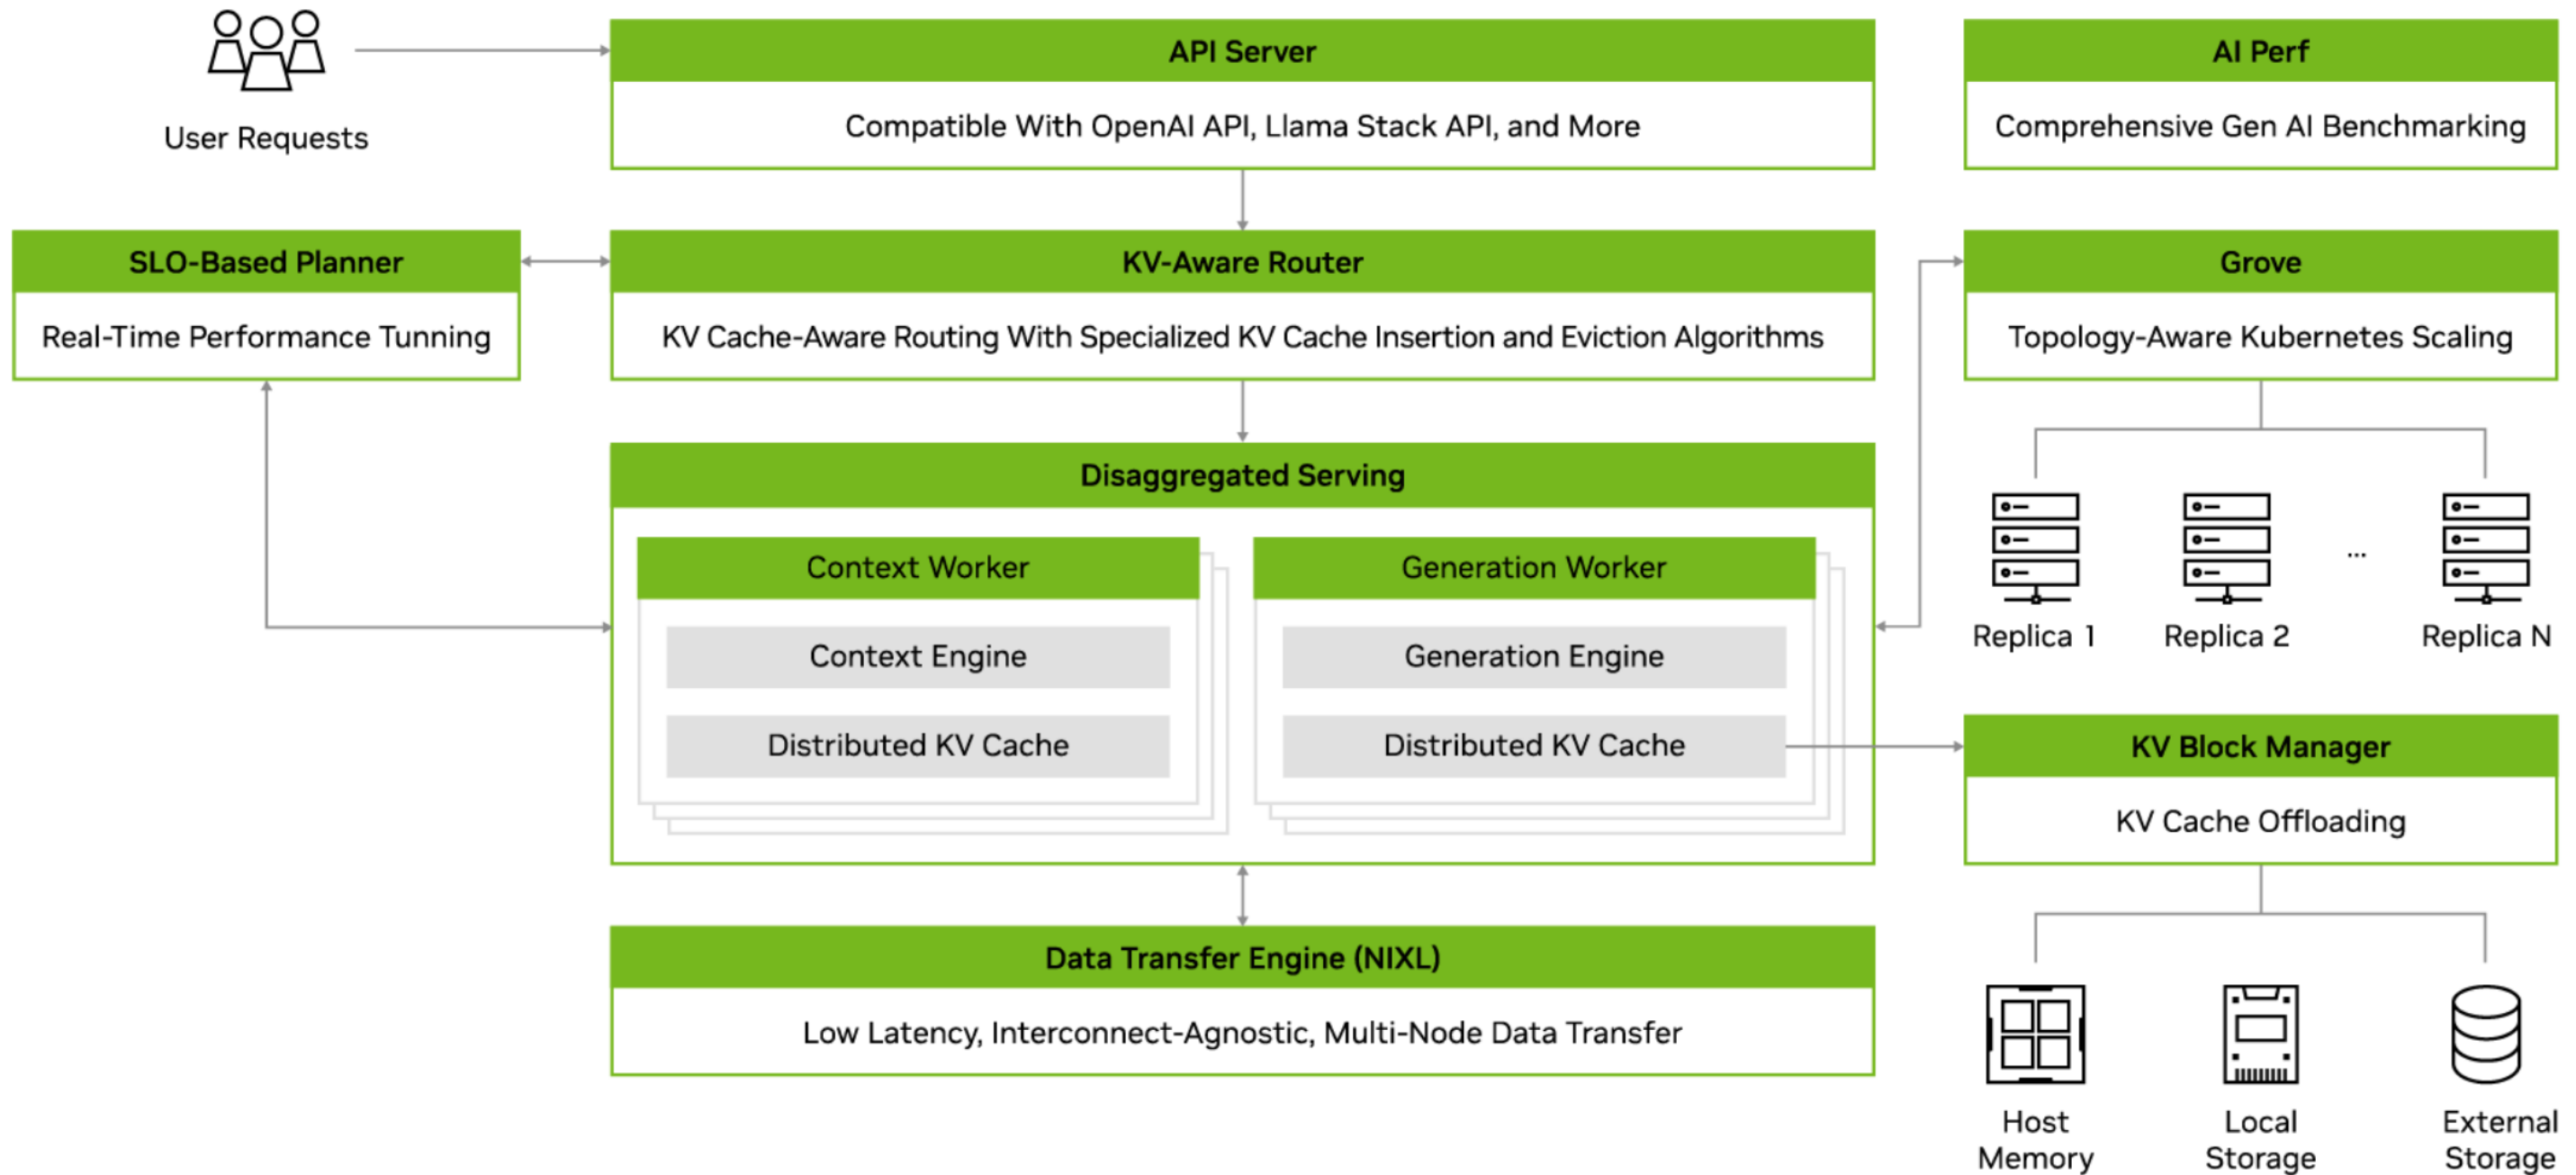 User Requests
API Server
Compatible With OpenAI API, Llama Stack API, and More
AI Perf
Comprehensive Gen AI Benchmarking
SLO-Based Planner
Real-Time Performance Tunning
KV-Aware Router
KV Cache-Aware Routing With Specialized KV Cache Insertion and Eviction Algorithms
Grove
Topology-Aware Kubernetes Scaling
Replica 1
Replica 2
...
Replica N
Disaggregated Serving
Context Worker
Context Engine
Distributed KV Cache
Generation Worker
Generation Engine
Distributed KV Cache
KV Block Manager
KV Cache Offloading
Host
Memory
Local
Storage
External
Storage
Data Transfer Engine (NIXL)
Low Latency, Interconnect-Agnostic, Multi-Node Data Transfer